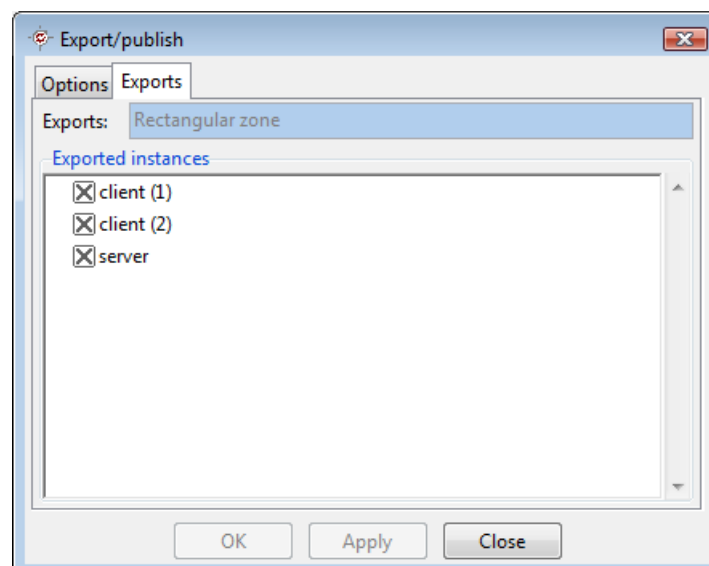 Export/publish
Options Exports
Exports: Rectangular zone
Exported instances
client (1)
client (2)
server
OK Apply Close